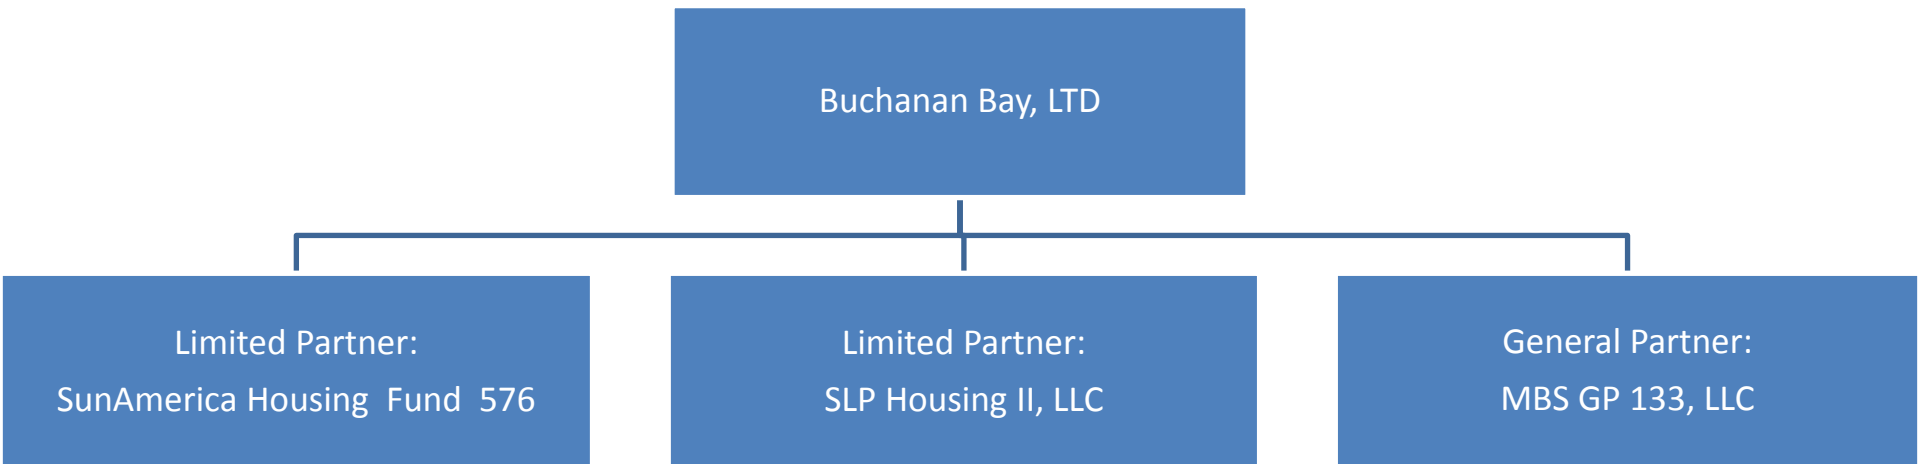 Buchanan Bay, LTD
Limited Partner:
SunAmerica Housing Fund 576
Limited Partner:
SLP Housing II, LLC
General Partner:
MBS GP 133, LLC